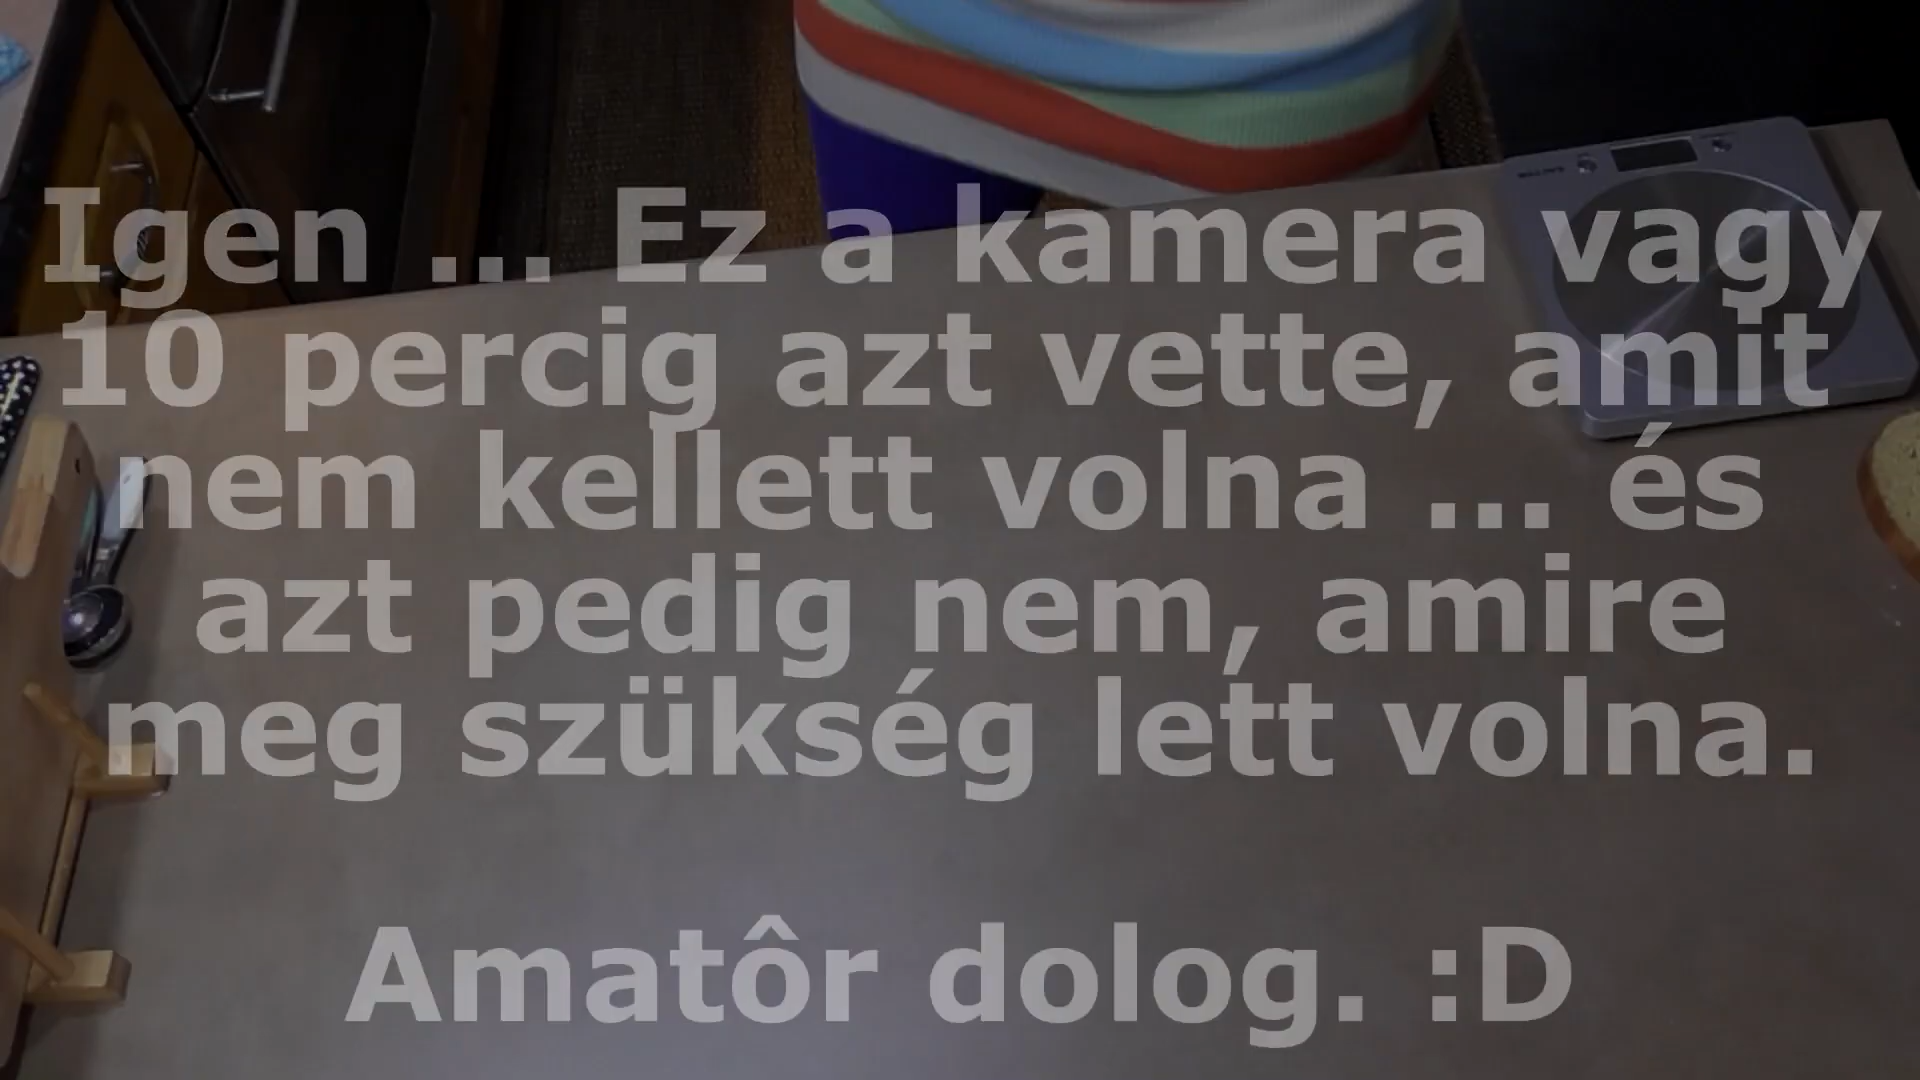 Igen ... Ez a kamera vagy
10 percig azt vette, amit
nem kellett volna ... és
azt pedig nem, amire
meg szükség lett volna.
Amatôr dolog. :D